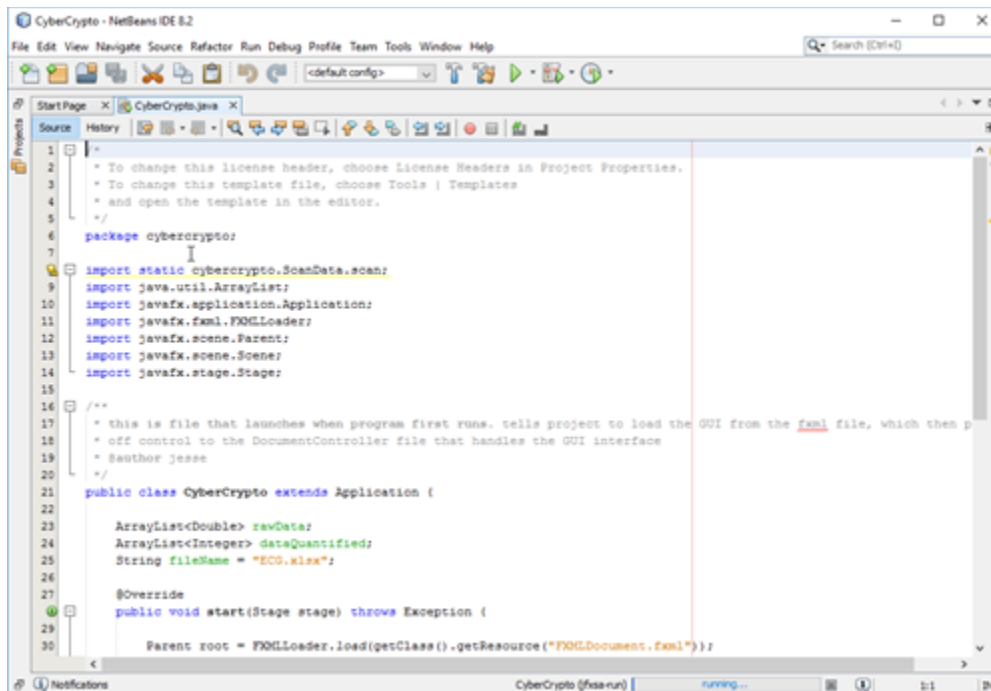 CyberCrypto - NetBeans IDE 8.2
File Edit View Navigate Source Refactor Run Debug Profile Team Tools Window Help
Search (Ctrl+I)
<default config>
Projects
Start Page
CyberCrypto.java
Source History
1 /*
2 * To change this license header, choose License Headers in Project Properties.
3 * To change this template file, choose Tools | Templates
4 * and open the template in the editor.
5 */
6 package cybercrypto;
7
import static cybercrypto.ScanData.scan;
9 import java.util.ArrayList;
10 import javafx.application.Application;
11 import javafx.fxml.FXMLLoader;
12 import javafx.scene.Parent;
13 import javafx.scene.Scene;
14 import javafx.stage.Stage;
15
16 /**
17 * this is file that launches when program first runs. tells project to load the GUI from the fxml file, which then p
18 * off control to the DocumentController file that handles the GUI interface
19 * @author jesse
20 */
21 public class CyberCrypto extends Application {
22
23 ArrayList<Double> rawData;
24 ArrayList<Integer> dataQuantified;
25 String fileName = "ECG.xlsx";
26
27 @Override
public void start(Stage stage) throws Exception {
29
30 Parent root = FXMLLoader.load(getClass().getResource("FXMLDocument.fxml"));
Notifications
CyberCrypto (jfxsa-run)
running...
1:1